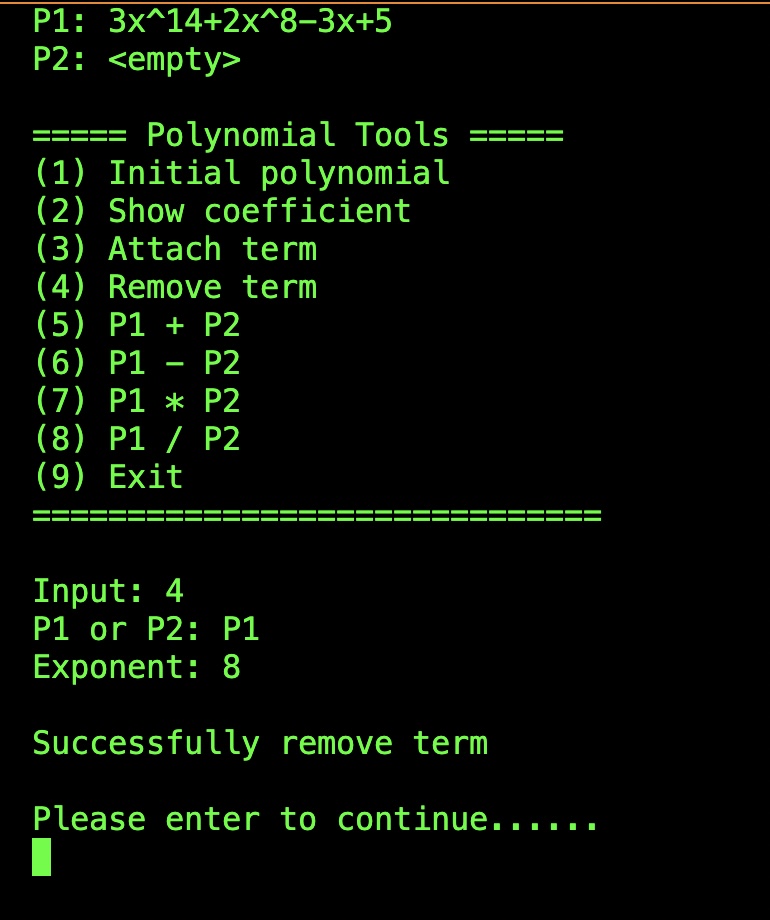 P1: 3x^14+2x^8-3x+5
P2: <empty>
===== Polynomial Tools =====
(1) Initial polynomial
(2) Show coefficient
(3) Attach term
(4) Remove term
(5) P1 + P2
(6) P1 - P2
(7) P1 * P2
(8) P1 / P2
(9) Exit
==============================
Input: 4
P1 or P2: P1
Exponent: 8
Successfully remove term
Please enter to continue......